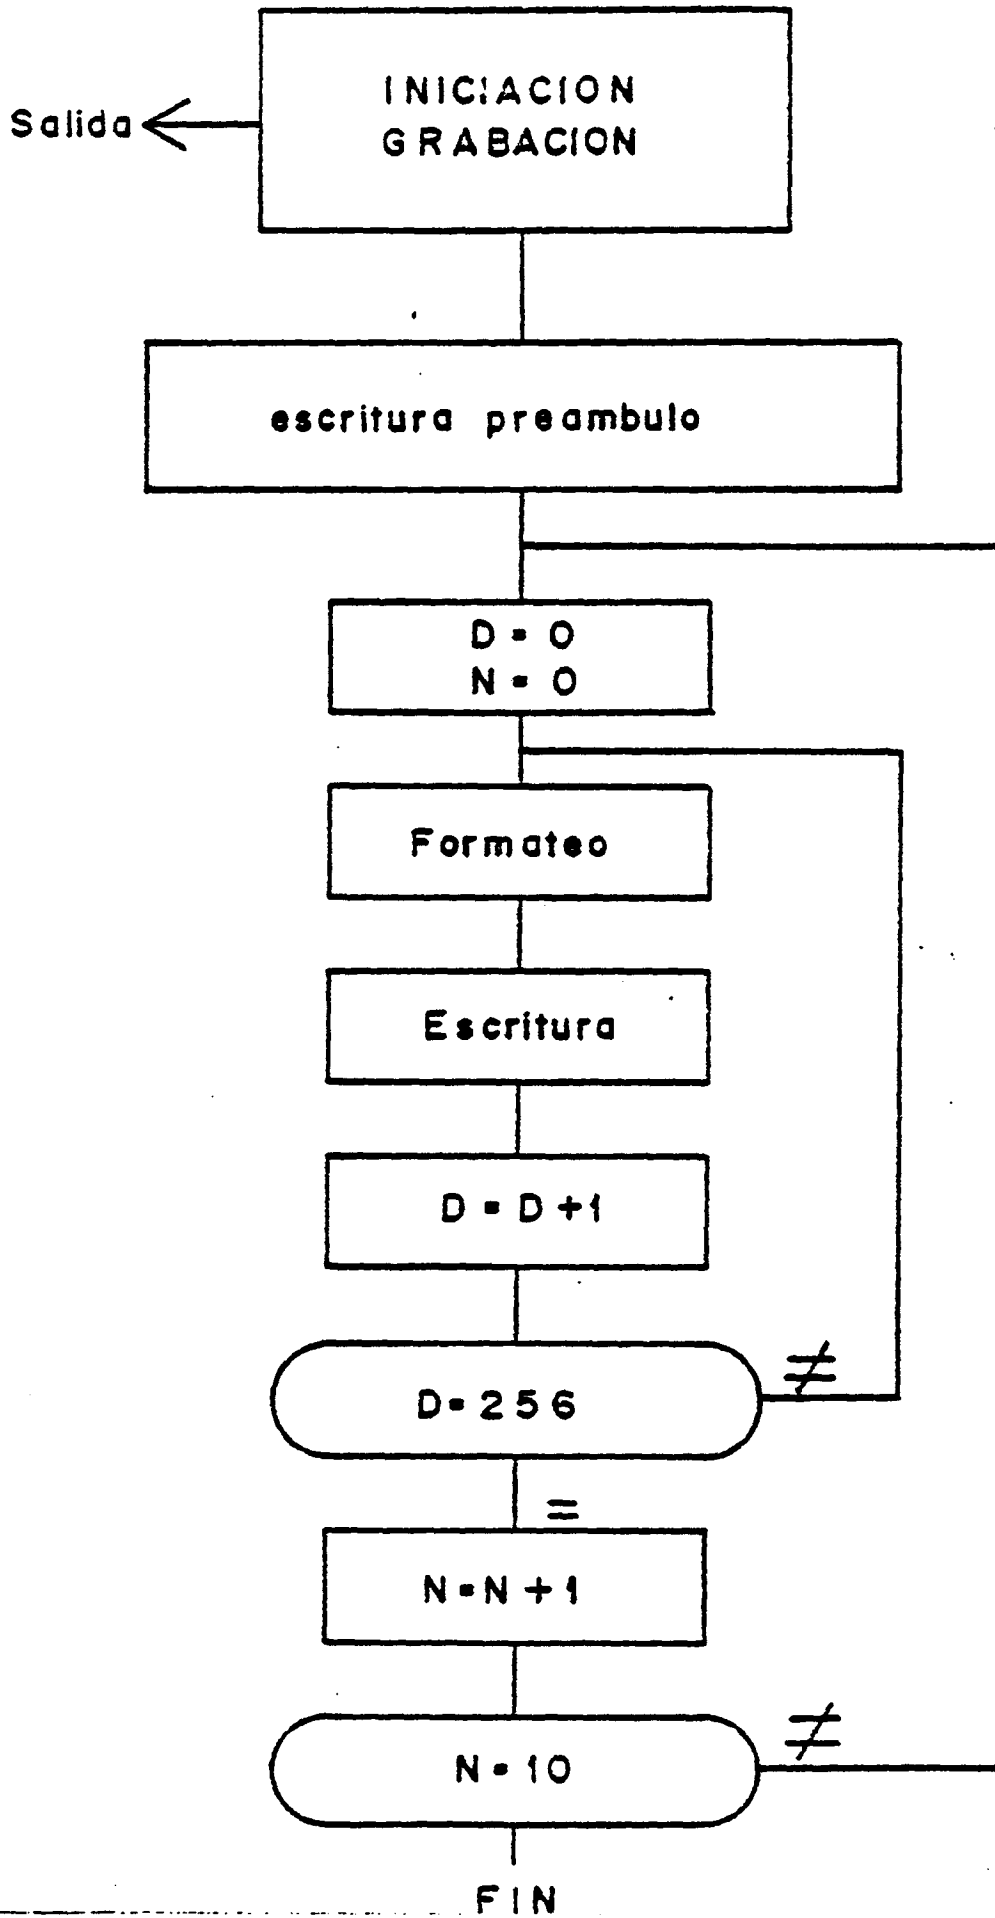 INICIACION
GRABACION
Salida
escritura preambulo
D = 0
N = 0
Formateo
Escritura
D = D + 1
≠
D = 256
=
N = N + 1
≠
N = 10
FIN